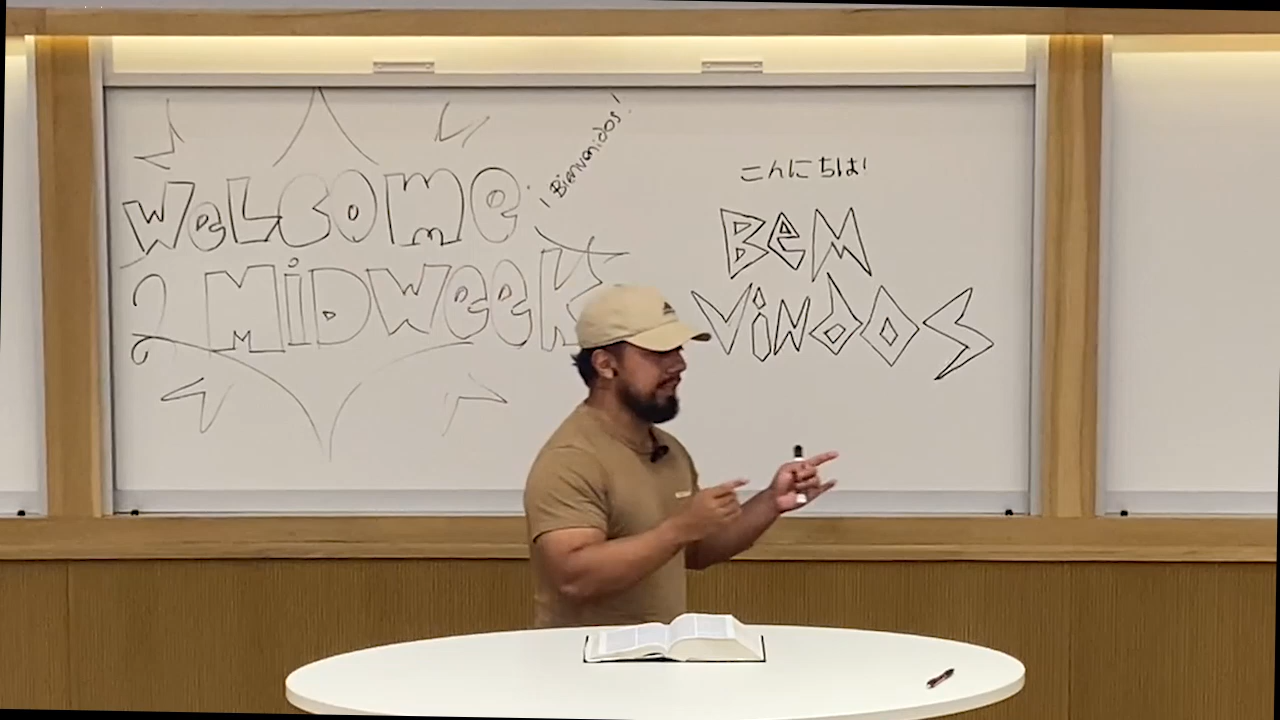 WeLCOMe
2 MiDWeeK
¡Bienvenidos!
こんにちは!
BeM
ViNdOS